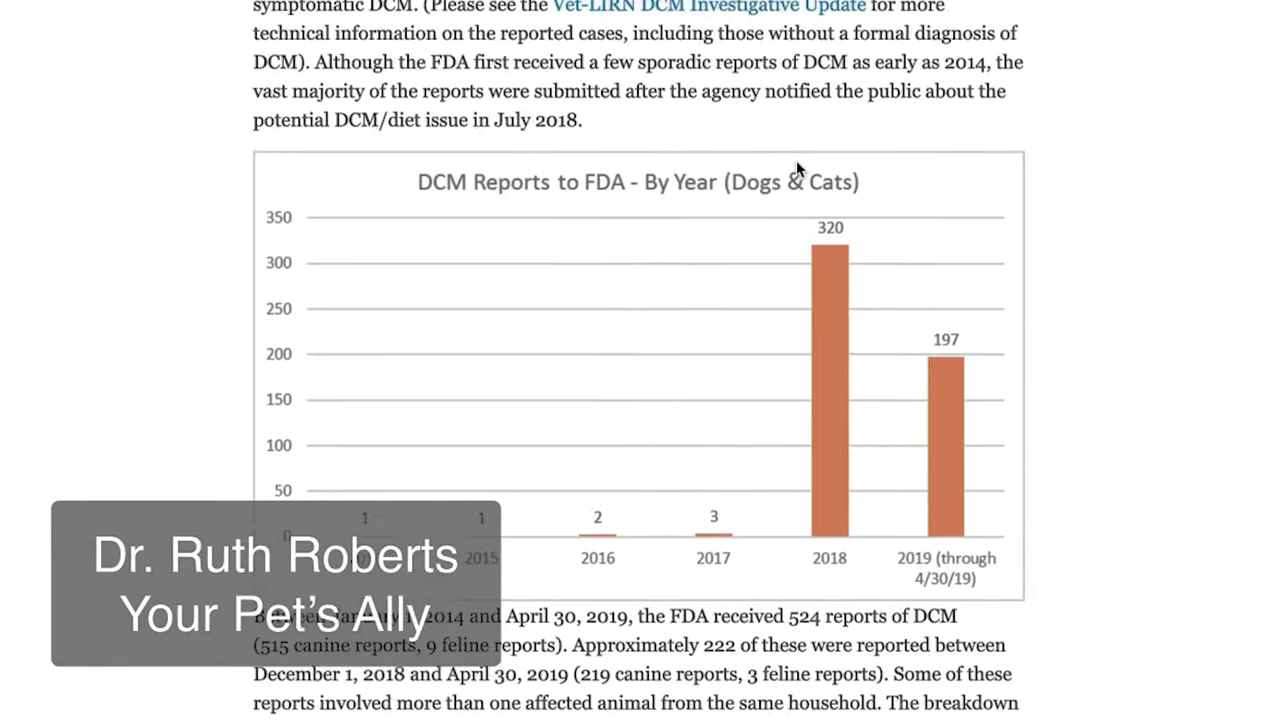 symptomatic DCM. (Please see the Vet-LIRN DCM Investigative Update for more
technical information on the reported cases, including those without a formal diagnosis of
DCM). Although the FDA first received a few sporadic reports of DCM as early as 2014, the
vast majority of the reports were submitted after the agency notified the public about the
potential DCM/diet issue in July 2018.
DCM Reports to FDA - By Year (Dogs & Cats)
350
300
250
200
150
100
50
0
1
1
2
3
320
197
2015
2016
2017
2018
2019 (through
4/30/19)
Dr. Ruth Roberts
Your Pet's Ally
Between January 1, 2014 and April 30, 2019, the FDA received 524 reports of DCM
(515 canine reports, 9 feline reports). Approximately 222 of these were reported between
December 1, 2018 and April 30, 2019 (219 canine reports, 3 feline reports). Some of these
reports involved more than one affected animal from the same household. The breakdown